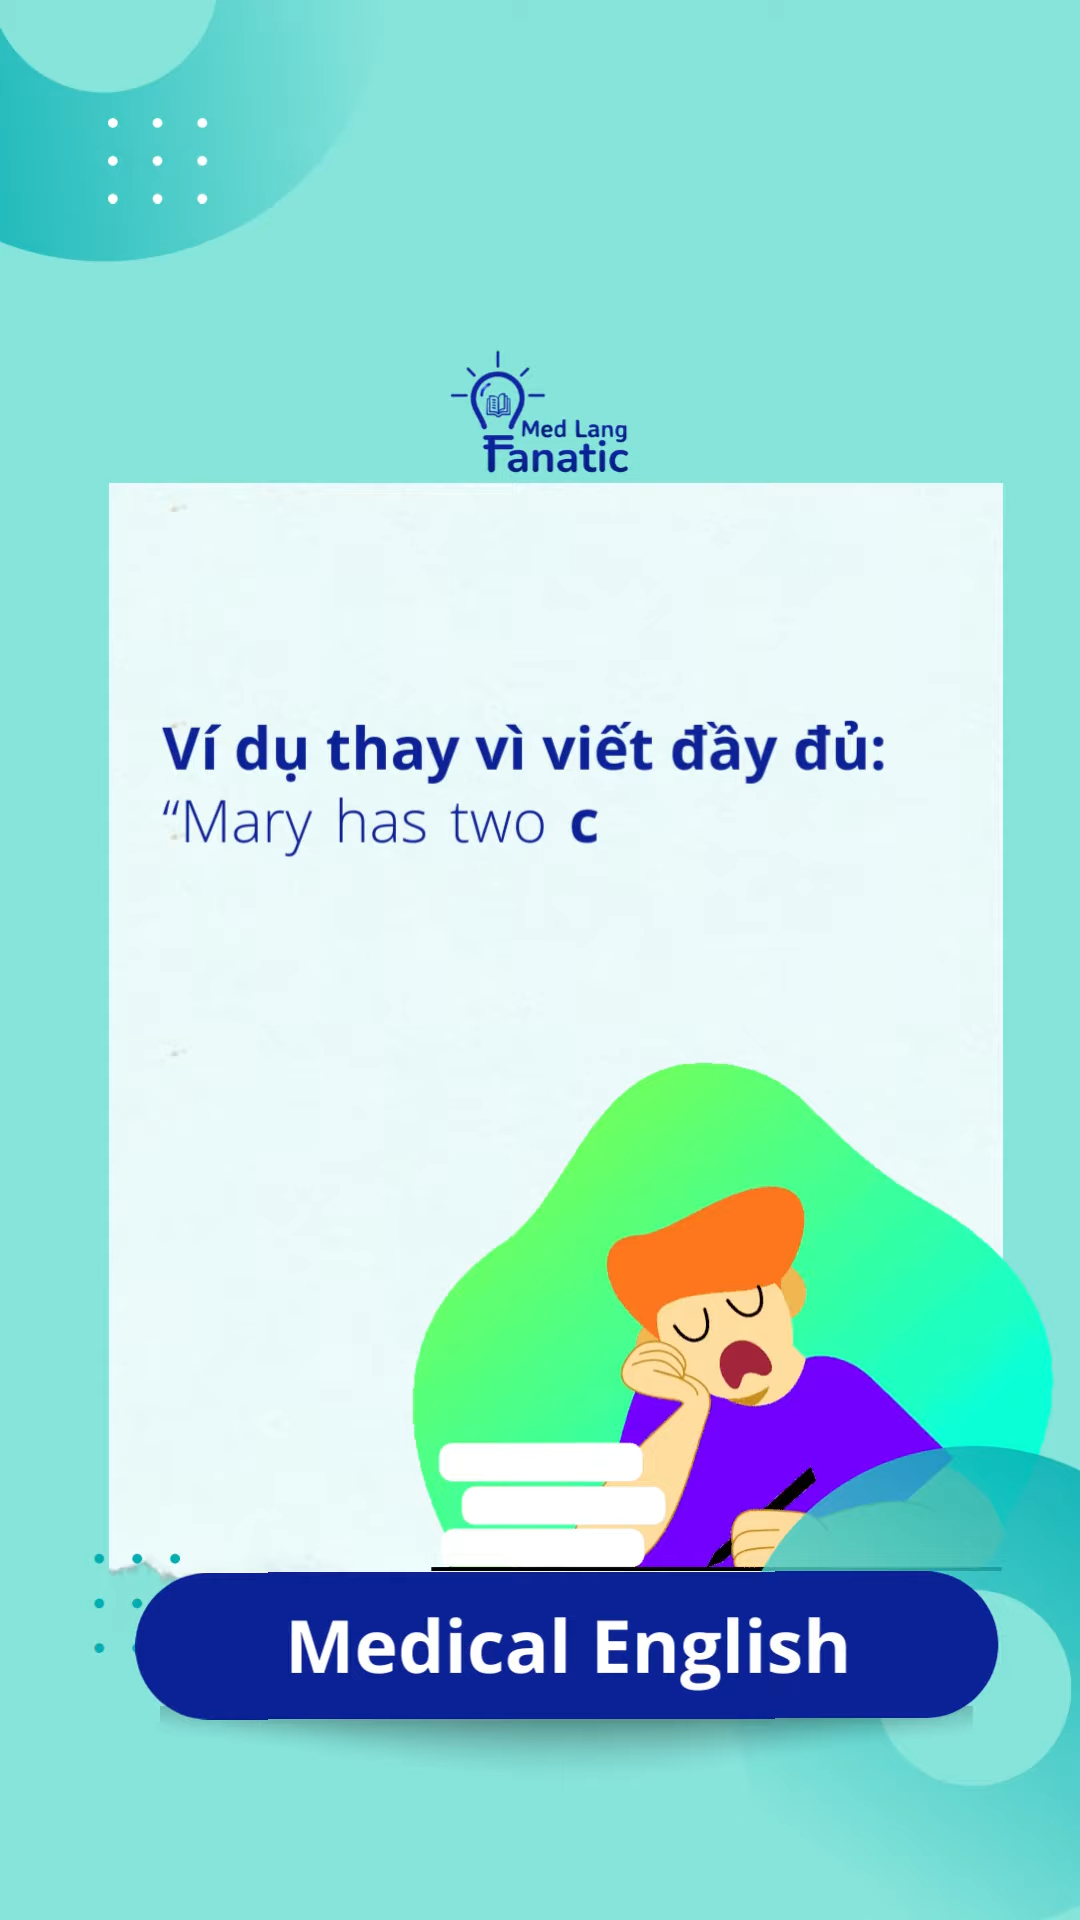 Med Lang
Fanatic
Ví dụ thay vì viết đầy đủ:
“Mary has two c
Medical English